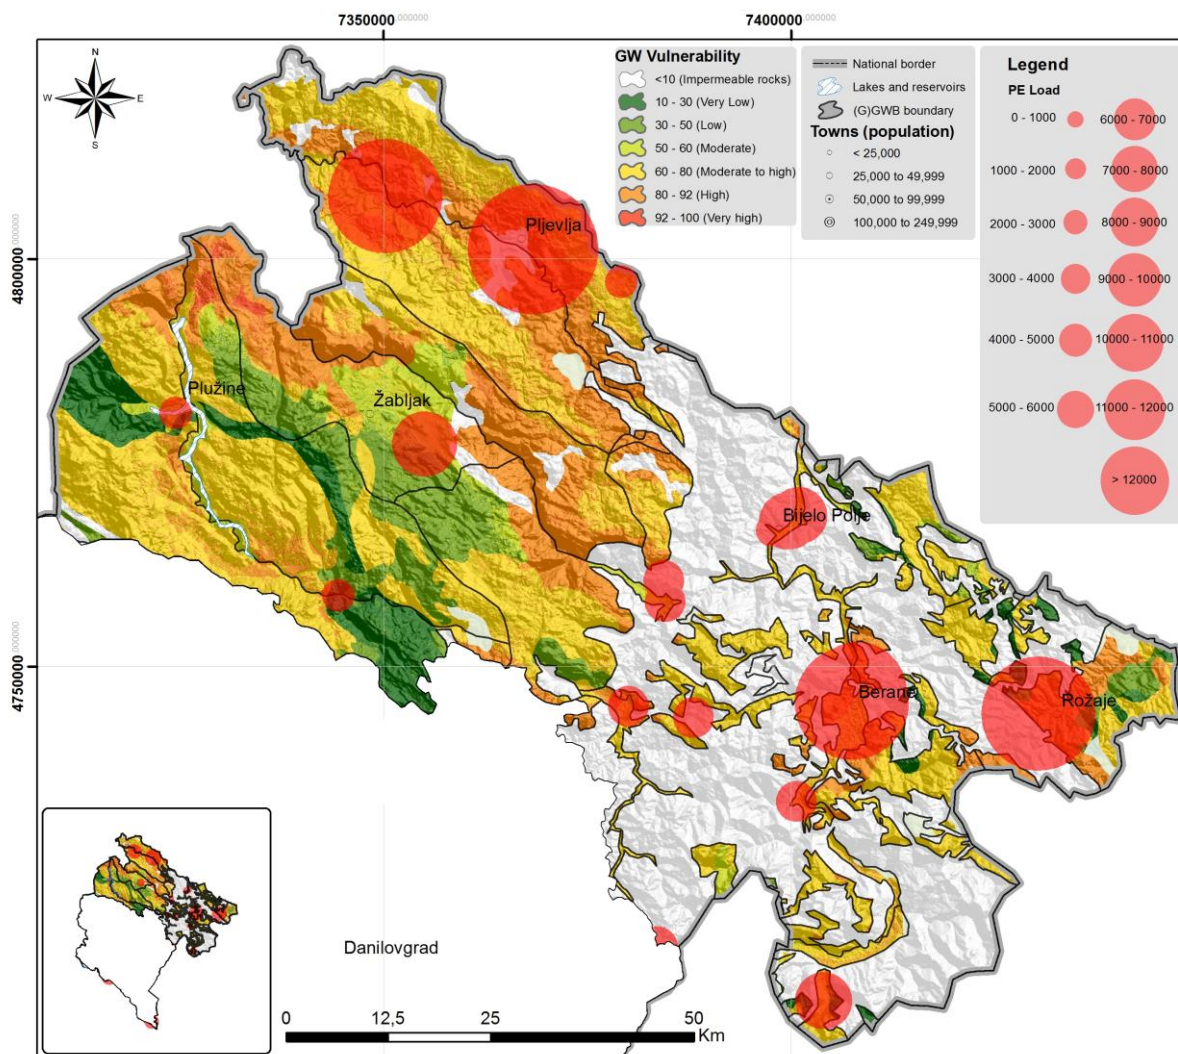 7350000.000000
7400000.000000
N
W
E
S
GW Vulnerability
<10 (Impermeable rocks)
10 - 30 (Very Low)
30 - 50 (Low)
50 - 60 (Moderate)
60 - 80 (Moderate to high)
80 - 92 (High)
92 - 100 (Very high)
National border
Lakes and reservoirs
(G)GWB boundary
Towns (population)
< 25,000
25,000 to 49,999
50,000 to 99,999
100,000 to 249,999
Legend
PE Load
0 - 1000
6000 - 7000
1000 - 2000
7000 - 8000
2000 - 3000
8000 - 9000
3000 - 4000
9000 - 10000
4000 - 5000
10000 - 11000
5000 - 6000
11000 - 12000
> 12000
4800000.000000
4750000.000000
Pljevlja
Plužine
Žabljak
Bijelo Polje
Berane
Rožaje
Danilovgrad
0
12,5
25
50
Km